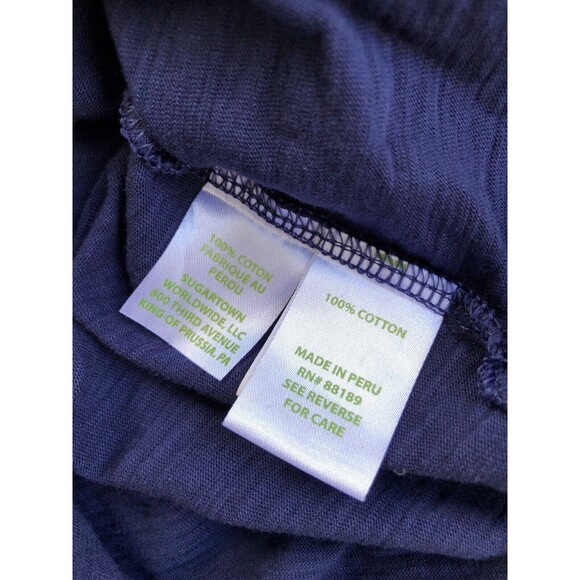 100% COTON
FABRIQUE AU
PEROU
SUGARTOWN
WORLDWIDE, LLC
800 THIRD AVENUE
KING OF PRUSSIA, PA
100% COTTON
MADE IN PERU
RN# 88189
SEE REVERSE
FOR CARE